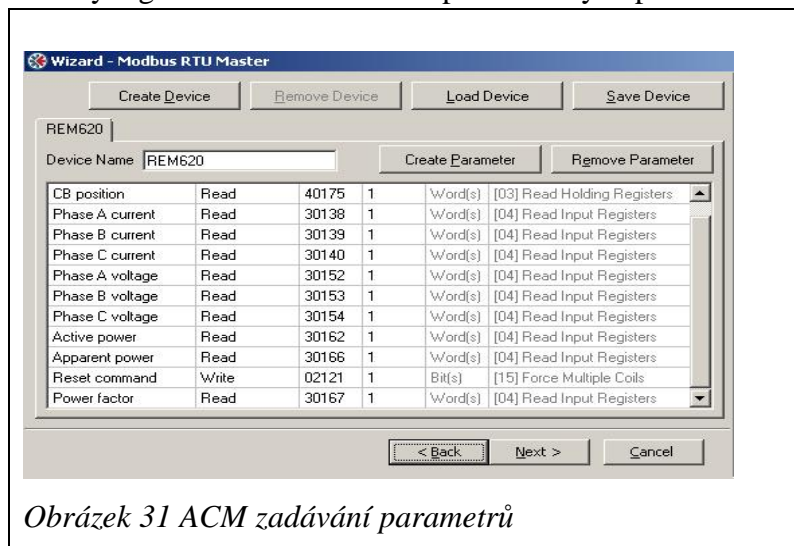 Wizard - Modbus RTU Master
Create Device Remove Device Load Device Save Device
REM620
Device Name REM620 Create Parameter Remove Parameter
CB position Read 40175 1 Word(s) [03] Read Holding Registers
Phase A current Read 30138 1 Word(s) [04] Read Input Registers
Phase B current Read 30139 1 Word(s) [04] Read Input Registers
Phase C current Read 30140 1 Word(s) [04] Read Input Registers
Phase A voltage Read 30152 1 Word(s) [04] Read Input Registers
Phase B voltage Read 30153 1 Word(s) [04] Read Input Registers
Phase C voltage Read 30154 1 Word(s) [04] Read Input Registers
Active power Read 30162 1 Word(s) [04] Read Input Registers
Apparent power Read 30166 1 Word(s) [04] Read Input Registers
Reset command Write 02121 1 Bit(s) [15] Force Multiple Coils
Power factor Read 30167 1 Word(s) [04] Read Input Registers
< Back Next > Cancel
Obrázek 31 ACM zadávání parametrů